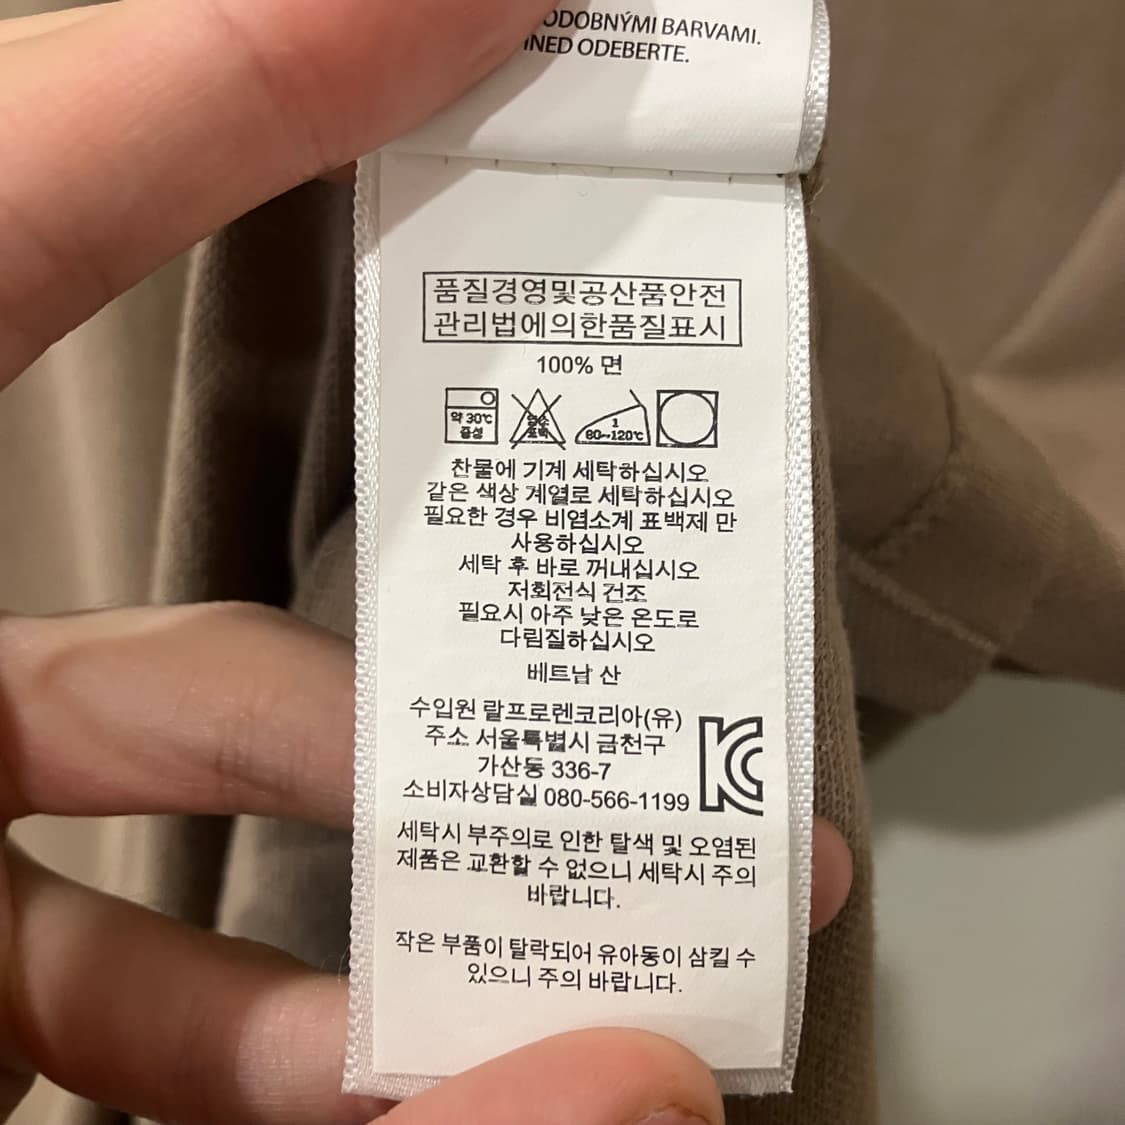 ODOBNÝMI BARVAMI.
INED ODEBERTE.
품질경영및공산품안전
관리법에의한품질표시
100% 면
약 30℃
중성
염소
표백
1
80~120℃
찬물에 기계 세탁하십시오
같은 색상 계열로 세탁하십시오
필요한 경우 비염소계 표백제 만
사용하십시오
세탁 후 바로 꺼내십시오
저회전식 건조
필요시 아주 낮은 온도로
다림질하십시오
베트남 산
수입원 랄프로렌코리아(유)
주소 서울특별시 금천구
가산동 336-7
소비자상담실 080-566-1199
세탁시 부주의로 인한 탈색 및 오염된
제품은 교환할 수 없으니 세탁시 주의
바랍니다.
작은 부품이 탈락되어 유아동이 삼킬 수
있으니 주의 바랍니다.